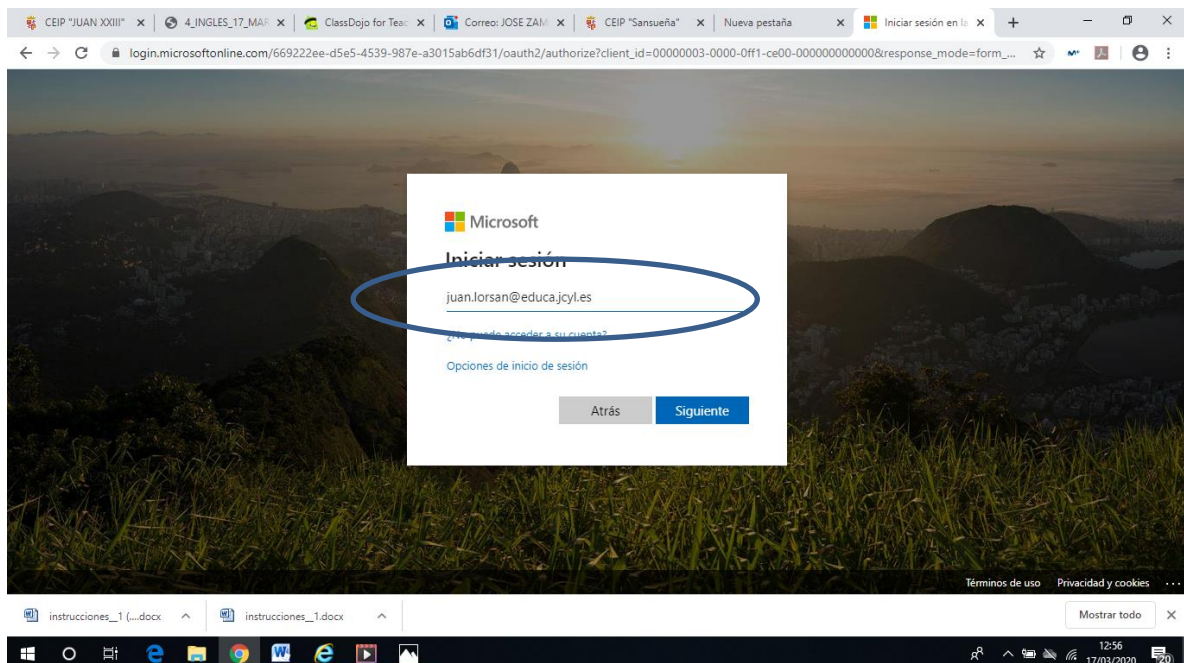 CEIP "JUAN XXIII" 4_INGLES_17_MAR ClassDojo for Teac Correo: JOSE ZAM CEIP "Sansueña" Nueva pestaña Iniciar sesión en la
login.microsoftonline.com/669222ee-d5e5-4539-987e-a3015ab6df31/oauth2/authorize?client_id=00000003-0000-0ff1-ce00-000000000000&response_mode=form_...
Microsoft
Iniciar sesión
juan.lorsan@educa.jcyl.es
¿No puede acceder a su cuenta?
Opciones de inicio de sesión
Atrás Siguiente
Términos de uso Privacidad y cookies ...
instrucciones__1 (....docx instrucciones__1.docx Mostrar todo
12:56
17/03/2020 20